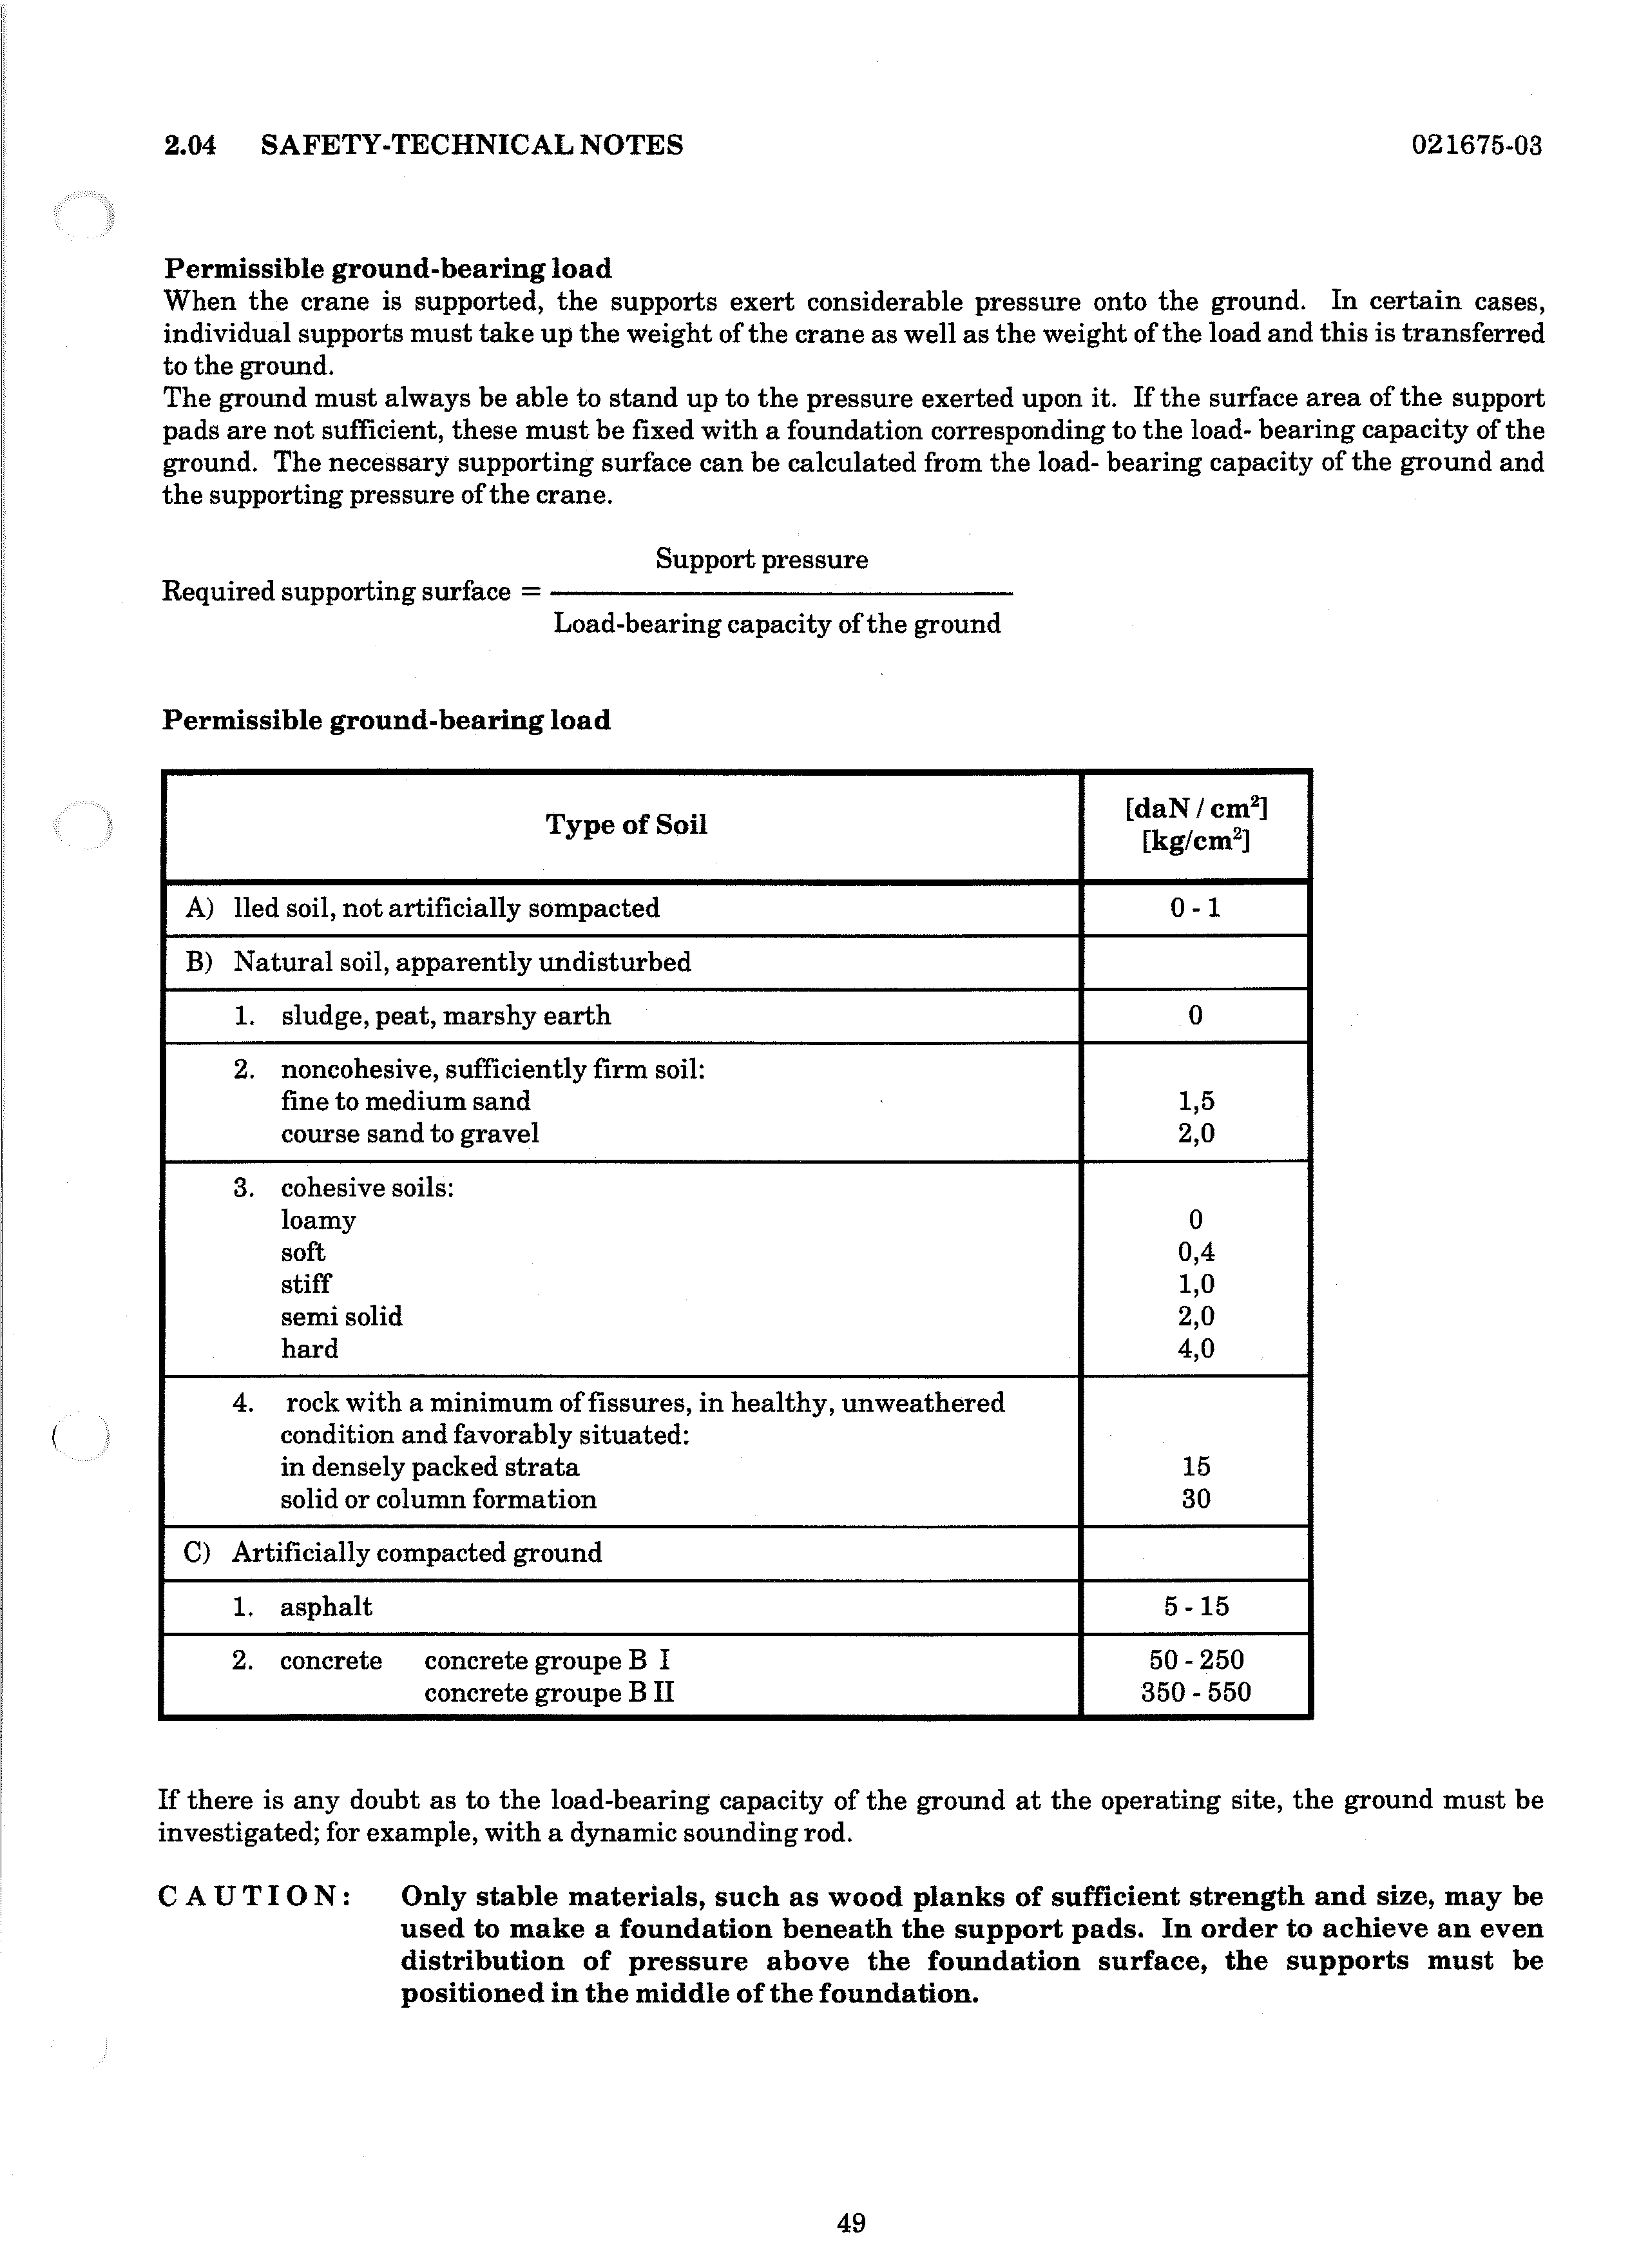 2.04 SAFETY-TECHNICAL NOTES 021675-03
Permissible ground-bearing load
When the crane is supported, the supports exert considerable pressure onto the ground. In certain cases,
individual supports must take up the weight of the crane as well as the weight of the load and this is transferred
to the ground.
The ground must always be able to stand up to the pressure exerted upon it. If the surface area of the support
pads are not sufficient, these must be fixed with a foundation corresponding to the load- bearing capacity of the
ground. The necessary supporting surface can be calculated from the load- bearing capacity of the ground and
the supporting pressure of the crane.
Support pressure
Required supporting surface =
Load-bearing capacity of the ground
Permissible ground-bearing load
Type of Soil [daN / cm²]
[kg/cm²]
A) lled soil, not artificially sompacted 0 - 1
B) Natural soil, apparently undisturbed
1. sludge, peat, marshy earth 0
2. noncohesive, sufficiently firm soil:
fine to medium sand 1,5
course sand to gravel 2,0
3. cohesive soils:
loamy 0
soft 0,4
stiff 1,0
semi solid 2,0
hard 4,0
4. rock with a minimum of fissures, in healthy, unweathered
condition and favorably situated:
in densely packed strata 15
solid or column formation 30
C) Artificially compacted ground
1. asphalt 5 - 15
2. concrete concrete groupe B I 50 - 250
concrete groupe B II 350 - 550
If there is any doubt as to the load-bearing capacity of the ground at the operating site, the ground must be
investigated; for example, with a dynamic sounding rod.
CAUTION: Only stable materials, such as wood planks of sufficient strength and size, may be
used to make a foundation beneath the support pads. In order to achieve an even
distribution of pressure above the foundation surface, the supports must be
positioned in the middle of the foundation.
49